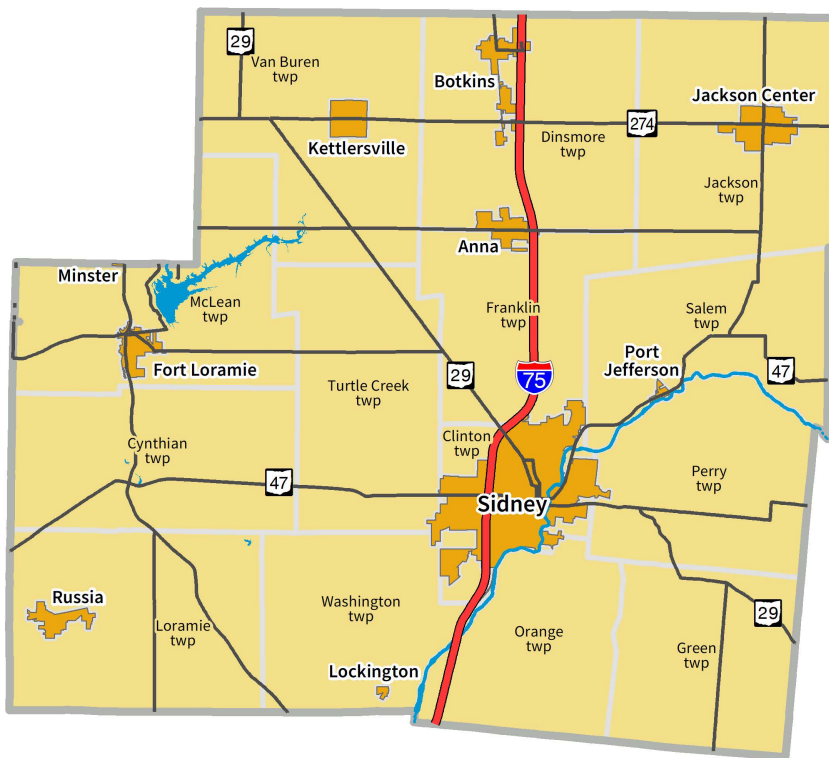 29
Van Buren
twp
Botkins
Jackson Center
Kettlersville
Dinsmore
twp
274
Jackson
twp
Anna
Minster
McLean
twp
Franklin
twp
Salem
twp
Fort Loramie
Turtle Creek
twp
29
75
Port
Jefferson
47
Cynthian
twp
Clinton
twp
47
Sidney
Perry
twp
Russia
Loramie
twp
Washington
twp
Orange
twp
29
Green
twp
Lockington